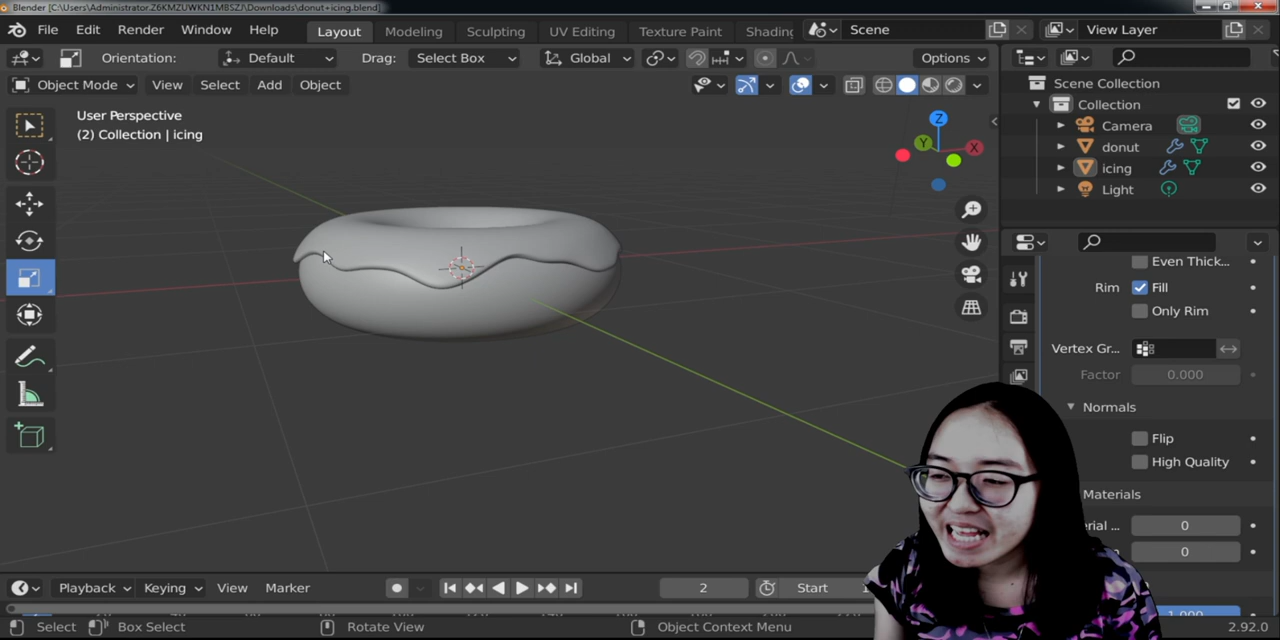 Blender [C:\Users\Administrator.Z6KMZUWKN1MBSZJ\Downloads\donut+icing.blend]
File Edit Render Window Help Layout Modeling Sculpting UV Editing Texture Paint Shading Scene View Layer
Orientation: Default Drag: Select Box Global Options
Object Mode View Select Add Object
User Perspective
(2) Collection | icing
Z
Y
X
Scene Collection
Collection
Camera
donut
icing
Light
Even Thick...
Rim Fill
Only Rim
Vertex Gr...
Factor 0.000
Normals
Flip
High Quality
Materials
0
0
1.000
Playback Keying View Marker 2 Start
Select Box Select Rotate View Object Context Menu 2.92.0